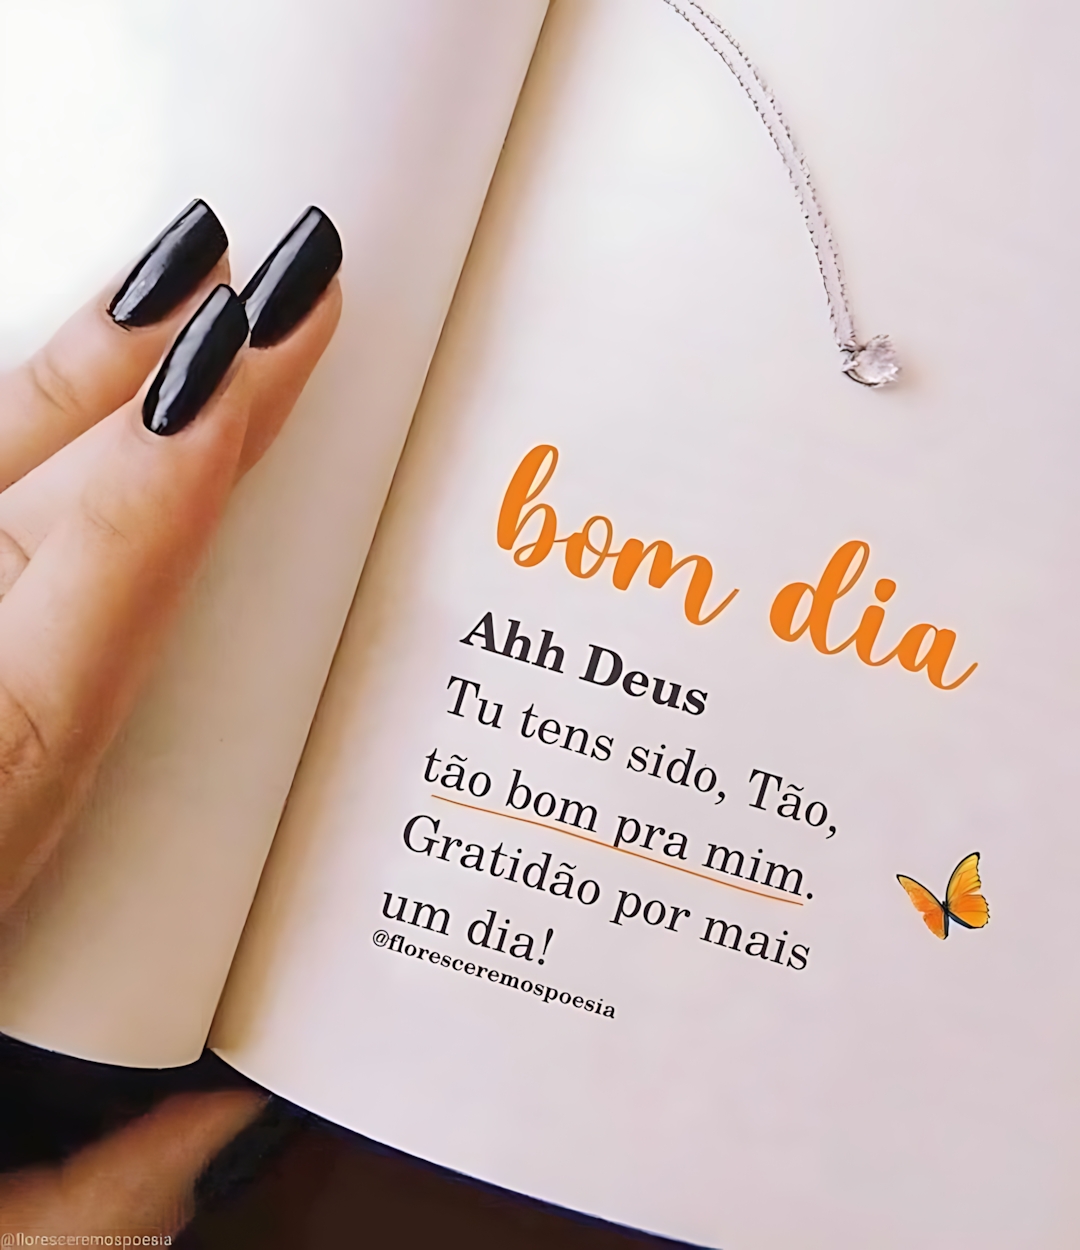 bom dia
Ahh Deus
Tu tens sido, Tão,
tão bom pra mim.
Gratidão por mais
um dia!
@floresceremospoesia
@floresceremospoesia